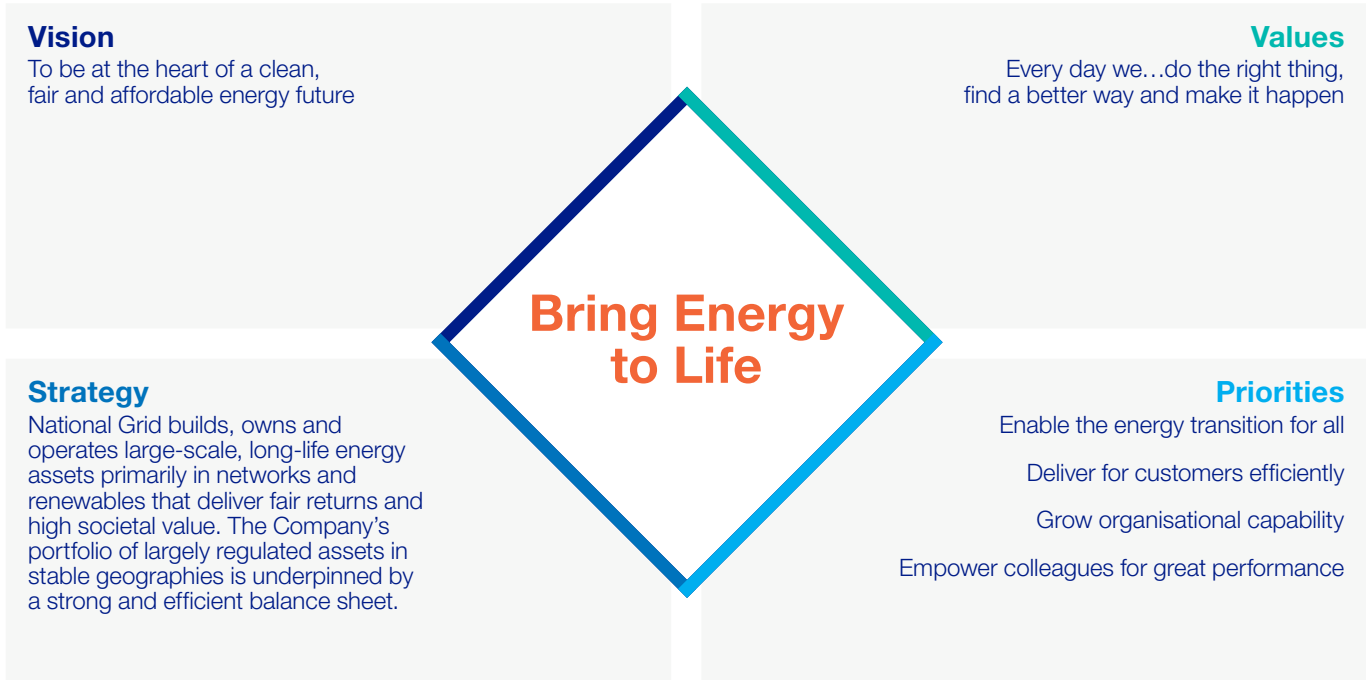 Vision
To be at the heart of a clean,
fair and affordable energy future
Values
Every day we…do the right thing,
find a better way and make it happen
Bring Energy
to Life
Strategy
National Grid builds, owns and
operates large-scale, long-life energy
assets primarily in networks and
renewables that deliver fair returns and
high societal value. The Company’s
portfolio of largely regulated assets in
stable geographies is underpinned by
a strong and efficient balance sheet.
Priorities
Enable the energy transition for all
Deliver for customers efficiently
Grow organisational capability
Empower colleagues for great performance